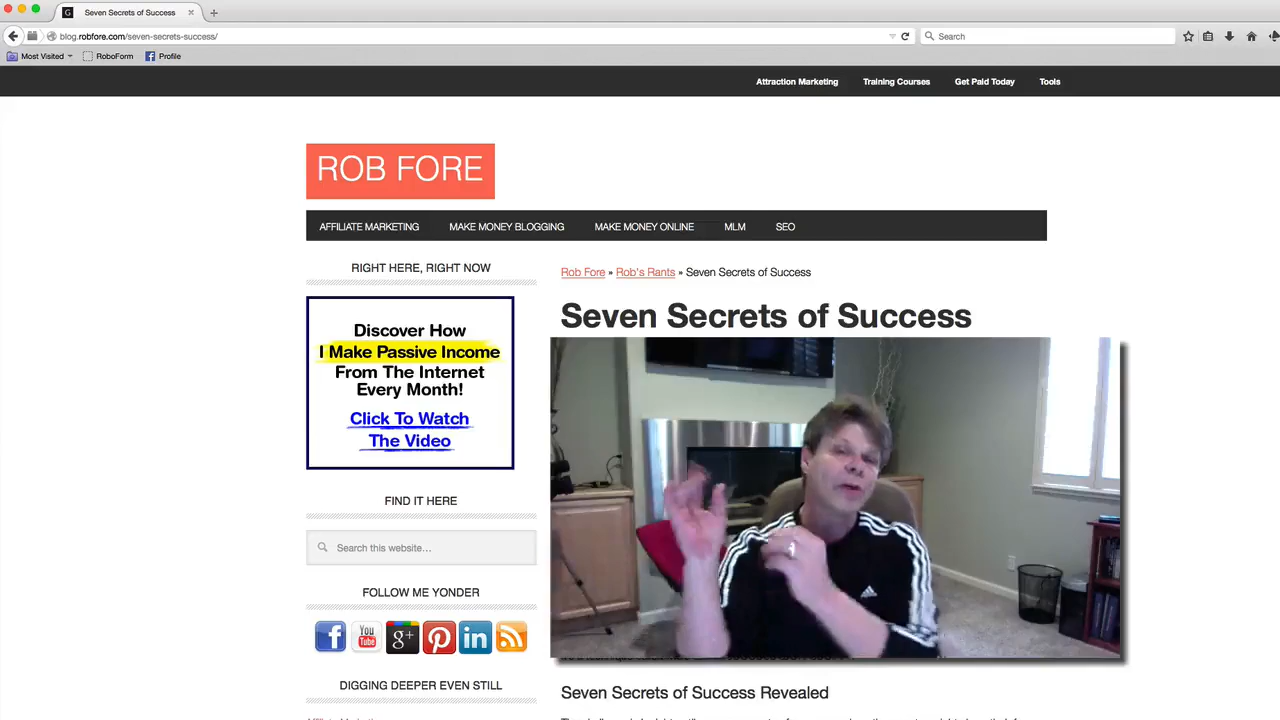 Seven Secrets of Success
blog.robfore.com/seven-secrets-success/
Search
Most Visited
RoboForm
Profile
Attraction Marketing
Training Courses
Get Paid Today
Tools
ROB FORE
AFFILIATE MARKETING
MAKE MONEY BLOGGING
MAKE MONEY ONLINE
MLM
SEO
RIGHT HERE, RIGHT NOW
Discover How
I Make Passive Income
From The Internet
Every Month!
Click To Watch
The Video
FIND IT HERE
Search this website...
FOLLOW ME YONDER
You
Tube
g+
in
DIGGING DEEPER EVEN STILL
Rob Fore » Rob's Rants » Seven Secrets of Success
Seven Secrets of Success
Seven Secrets of Success Revealed